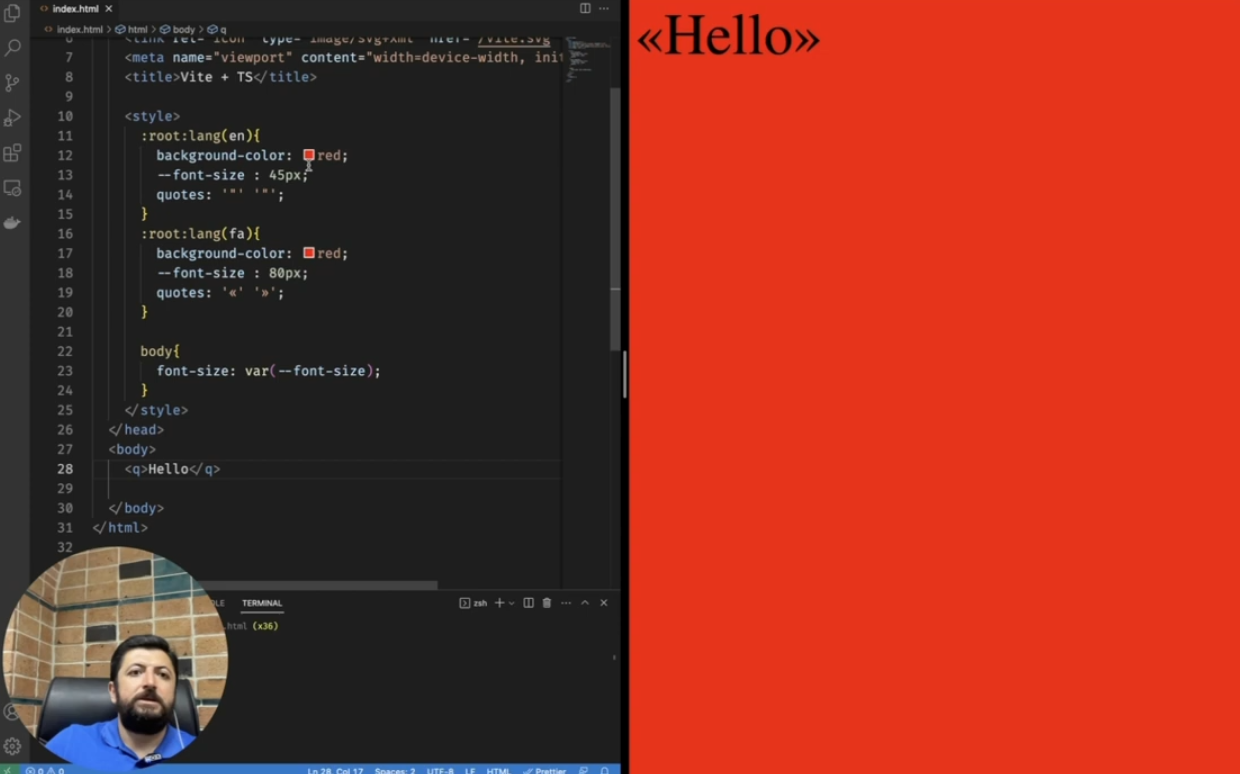 index.html
index.html > html > body > q
6 <link rel="icon" type="image/svg+xml" href="/vite.svg
7 <meta name="viewport" content="width=device-width, init
8 <title>Vite + TS</title>
9
10 <style>
11 :root:lang(en){
12 background-color: red;
13 --font-size : 45px;
14 quotes: '"' '"';
15 }
16 :root:lang(fa){
17 background-color: red;
18 --font-size : 80px;
19 quotes: '«' '»';
20 }
21
22 body{
23 font-size: var(--font-size);
24 }
25 </style>
26 </head>
27 <body>
28 <q>Hello</q>
29
30 </body>
31 </html>
32
TERMINAL
zsh
.html (x36)
0 0
Ln 28, Col 17 Spaces: 2 UTF-8 LF HTML Prettier
«Hello»